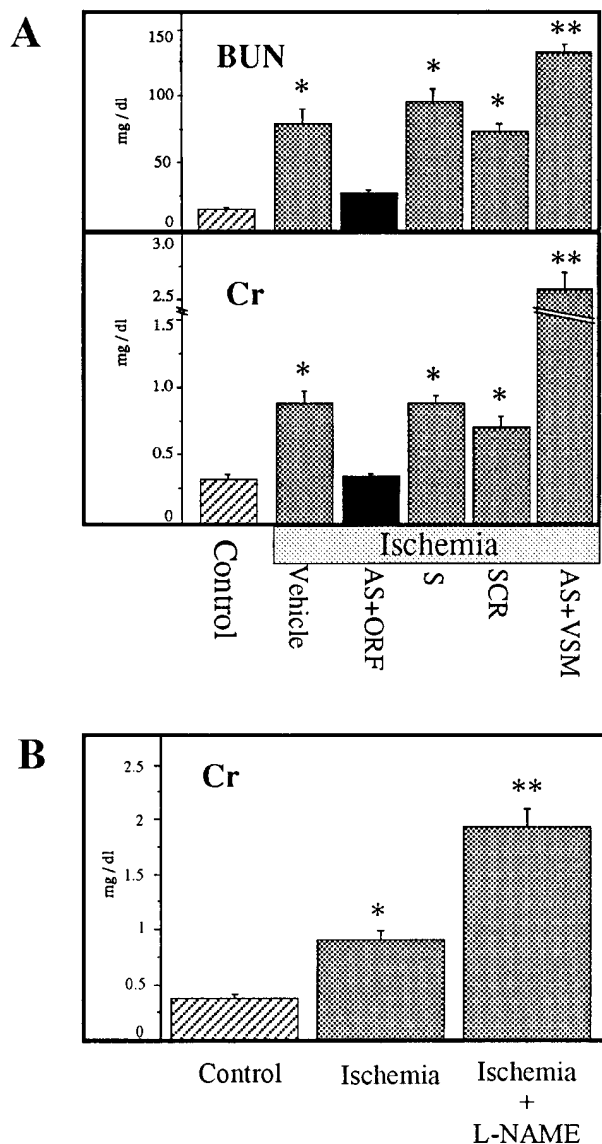 A
BUN
mg / dl
150
100
50
0
*
*
*
**
Cr
mg / dl
3.0
2.5
1.5
1.0
0.5
0
*
*
*
**
Ischemia
Control
Vehicle
AS+ORF
S
SCR
AS+VSM
B
Cr
mg / dl
2.5
2
1
0.5
0
*
**
Control
Ischemia
Ischemia
+
L-NAME